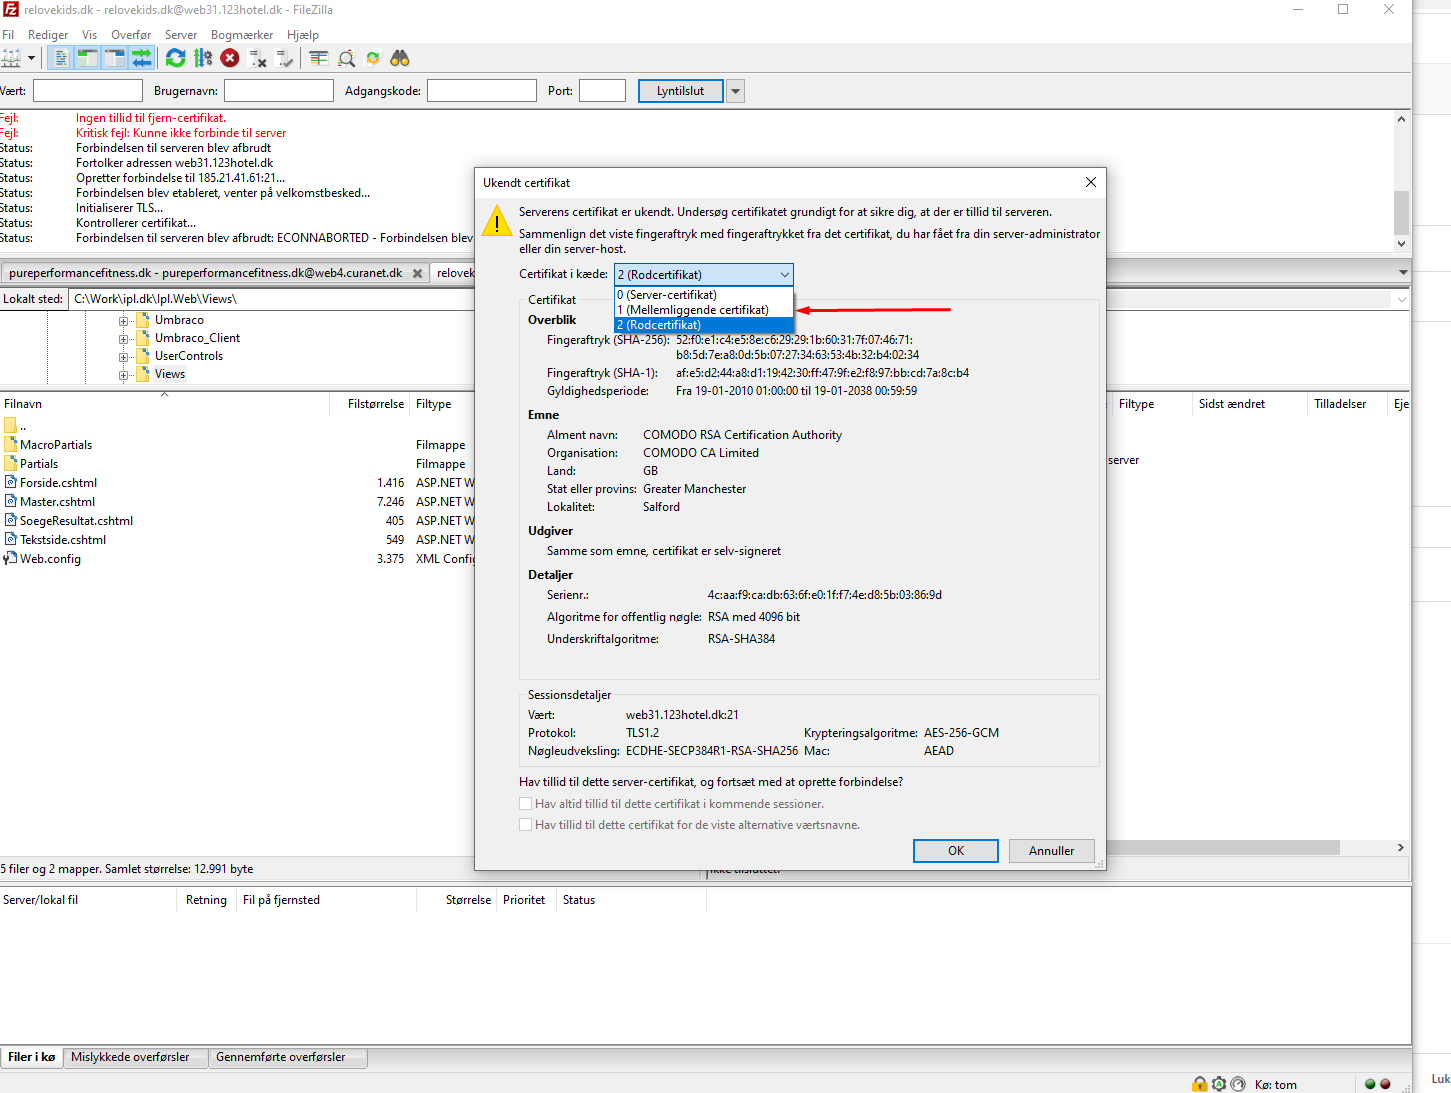 relovekids.dk - relovekids.dk@web31.123hotel.dk - FileZilla
Fil Rediger Vis Overfør Server Bogmærker Hjælp
Vært: Brugernavn: Adgangskode: Port: Lyntilslut
Fejl: Ingen tillid til fjern-certifikat.
Fejl: Kritisk fejl: Kunne ikke forbinde til server
Status: Forbindelsen til serveren blev afbrudt
Status: Fortolker adressen web31.123hotel.dk
Status: Opretter forbindelse til 185.21.41.61:21...
Status: Forbindelsen blev etableret, venter på velkomstbesked...
Status: Initialiserer TLS...
Status: Kontrollerer certifikat...
Status: Forbindelsen til serveren blev afbrudt: ECONNABORTED - Forbindelsen blev
pureperformancefitness.dk - pureperformancefitness.dk@web4.curanet.dk relovek
Lokalt sted: C:\Work\ipl.dk\Ipl.Web\Views\
Umbraco
Umbraco_Client
UserControls
Views
Filnavn Filstørrelse Filtype
..
MacroPartials Filmappe
Partials Filmappe
Forside.cshtml 1.416 ASP.NET W
Master.cshtml 7.246 ASP.NET W
SoegeResultat.cshtml 405 ASP.NET W
Tekstside.cshtml 549 ASP.NET W
Web.config 3.375 XML Config
5 filer og 2 mapper. Samlet størrelse: 12.991 byte
Filtype Sidst ændret Tilladelser Eje
server
Ikke tilsluttet.
Ukendt certifikat
Serverens certifikat er ukendt. Undersøg certifikatet grundigt for at sikre dig, at der er tillid til serveren.
Sammenlign det viste fingeraftryk med fingeraftrykket fra det certifikat, du har fået fra din server-administrator
eller din server-host.
Certifikat i kæde: 2 (Rodcertifikat)
0 (Server-certifikat)
1 (Mellemliggende certifikat)
2 (Rodcertifikat)
Certifikat
Overblik
Fingeraftryk (SHA-256): 52:f0:e1:c4:e5:8e:c6:29:29:1b:60:31:7f:07:46:71:
b8:5d:7e:a8:0d:5b:07:27:34:63:53:4b:32:b4:02:34
Fingeraftryk (SHA-1): af:e5:d2:44:a8:d1:19:42:30:ff:47:9f:e2:f8:97:bb:cd:7a:8c:b4
Gyldighedsperiode: Fra 19-01-2010 01:00:00 til 19-01-2038 00:59:59
Emne
Alment navn: COMODO RSA Certification Authority
Organisation: COMODO CA Limited
Land: GB
Stat eller provins: Greater Manchester
Lokalitet: Salford
Udgiver
Samme som emne, certifikat er selv-signeret
Detaljer
Serienr.: 4c:aa:f9:ca:db:63:6f:e0:1f:f7:4e:d8:5b:03:86:9d
Algoritme for offentlig nøgle: RSA med 4096 bit
Underskriftalgoritme: RSA-SHA384
Sessionsdetaljer
Vært: web31.123hotel.dk:21
Protokol: TLS1.2 Krypteringsalgoritme: AES-256-GCM
Nøgleudveksling: ECDHE-SECP384R1-RSA-SHA256 Mac: AEAD
Hav tillid til dette server-certifikat, og fortsæt med at oprette forbindelse?
Hav altid tillid til dette certifikat i kommende sessioner.
Hav tillid til dette certifikat for de viste alternative værtsnavne.
OK Annuller
Server/lokal fil Retning Fil på fjernsted Størrelse Prioritet Status
Filer i kø Mislykkede overførsler Gennemførte overførsler
Kø: tom
Luk